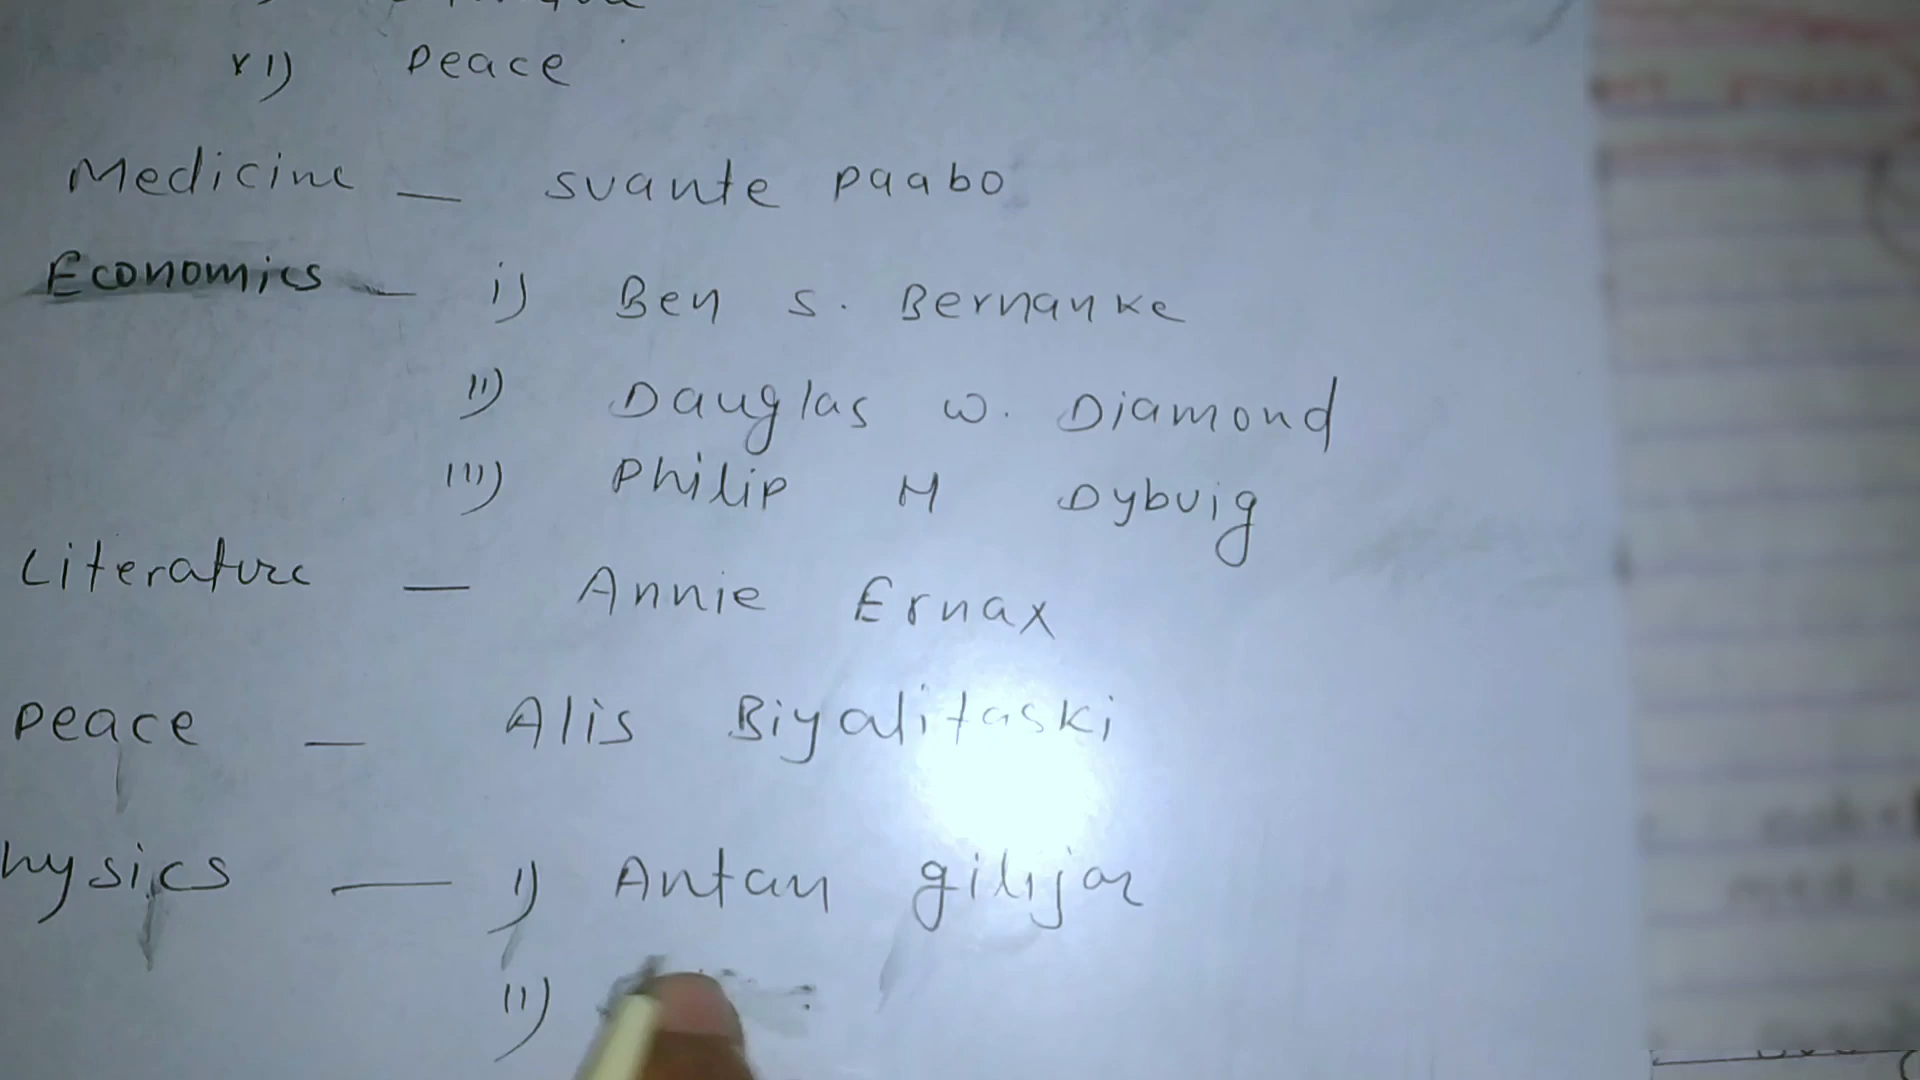 vi) Peace
Medicine - svante paabo
Economics - i) Ben s. Bernanke
ii) Dauglas w. Diamond
iii) Philip M Dybvig
Literature - Annie Ernax
Peace - Alis Biyalitaski
hysics - i) Antan gilijar
ii)